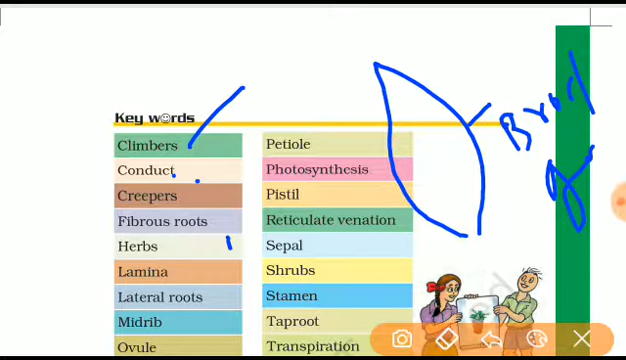 Key words
Climbers
Conduct
Creepers
Fibrous roots
Herbs
Lamina
Lateral roots
Midrib
Ovule
Petiole
Photosynthesis
Pistil
Reticulate venation
Sepal
Shrubs
Stamen
Taproot
Transpiration